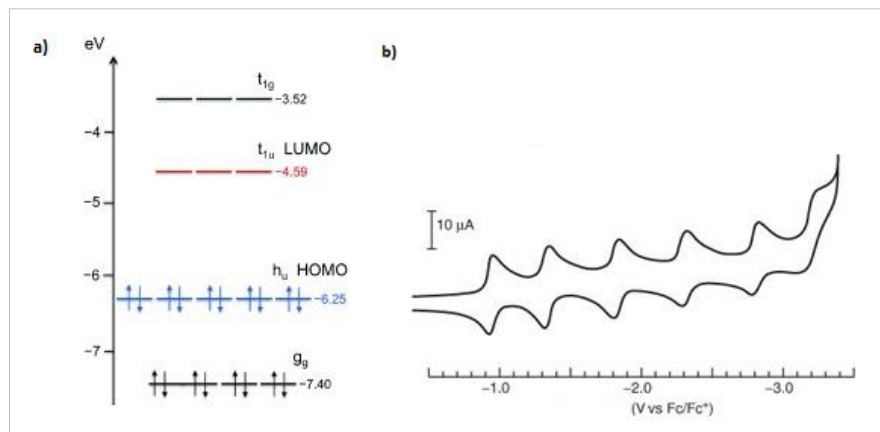 a)
eV
t1g
−3.52
−4
t1u LUMO
−4.59
−5
−6
hu HOMO
−6.25
−7
gg
−7.40
b)
10 μA
−1.0 −2.0 −3.0
(V vs Fc/Fc⁺)